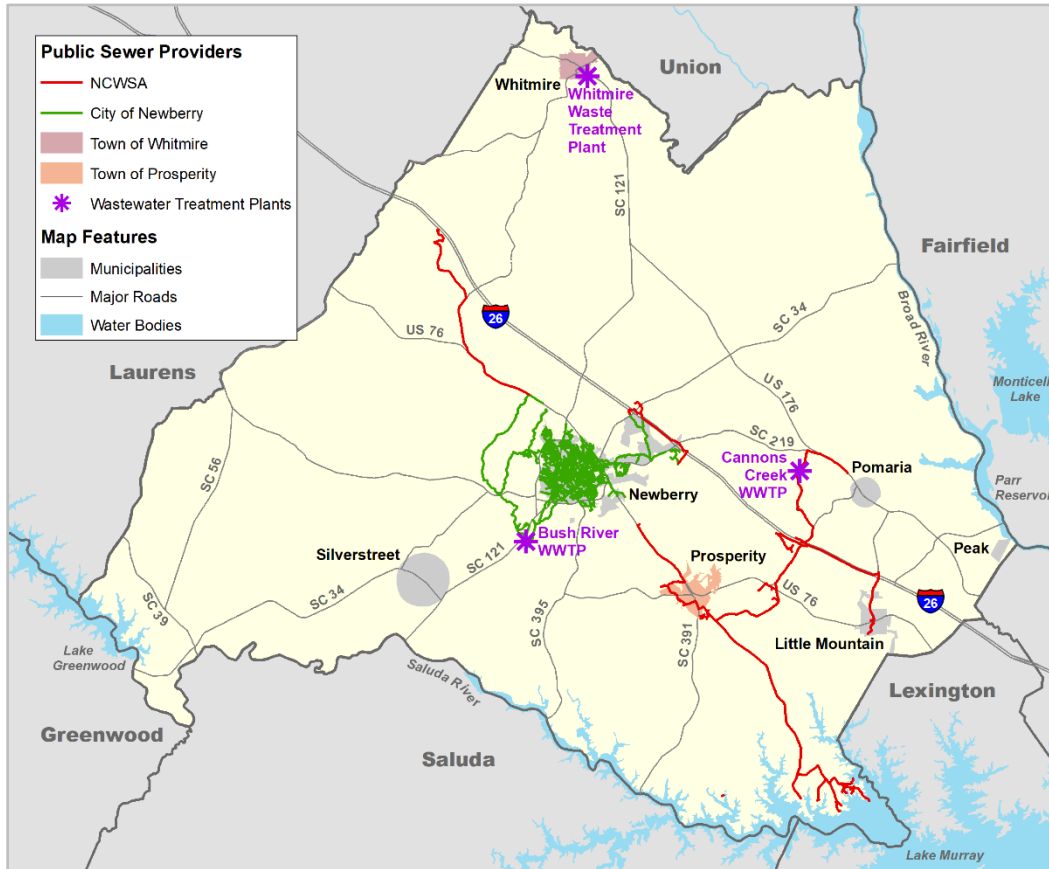 Public Sewer Providers
NCWSA
City of Newberry
Town of Whitmire
Town of Prosperity
Wastewater Treatment Plants
Map Features
Municipalities
Major Roads
Water Bodies
Union
Whitmire
Whitmire
Waste
Treatment
Plant
SC 121
Fairfield
Broad River
SC 34
26
US 76
Laurens
Monticello
Lake
US 176
SC 219
Cannons
Creek
WWTP
Pomaria
SC 56
Parr
Reservoir
Newberry
Bush River
WWTP
Peak
Silverstreet
SC 121
Prosperity
SC 34
US 76
26
SC 39
SC 395
SC 391
Little Mountain
Lake
Greenwood
Saluda River
Lexington
Greenwood
Saluda
Lake Murray